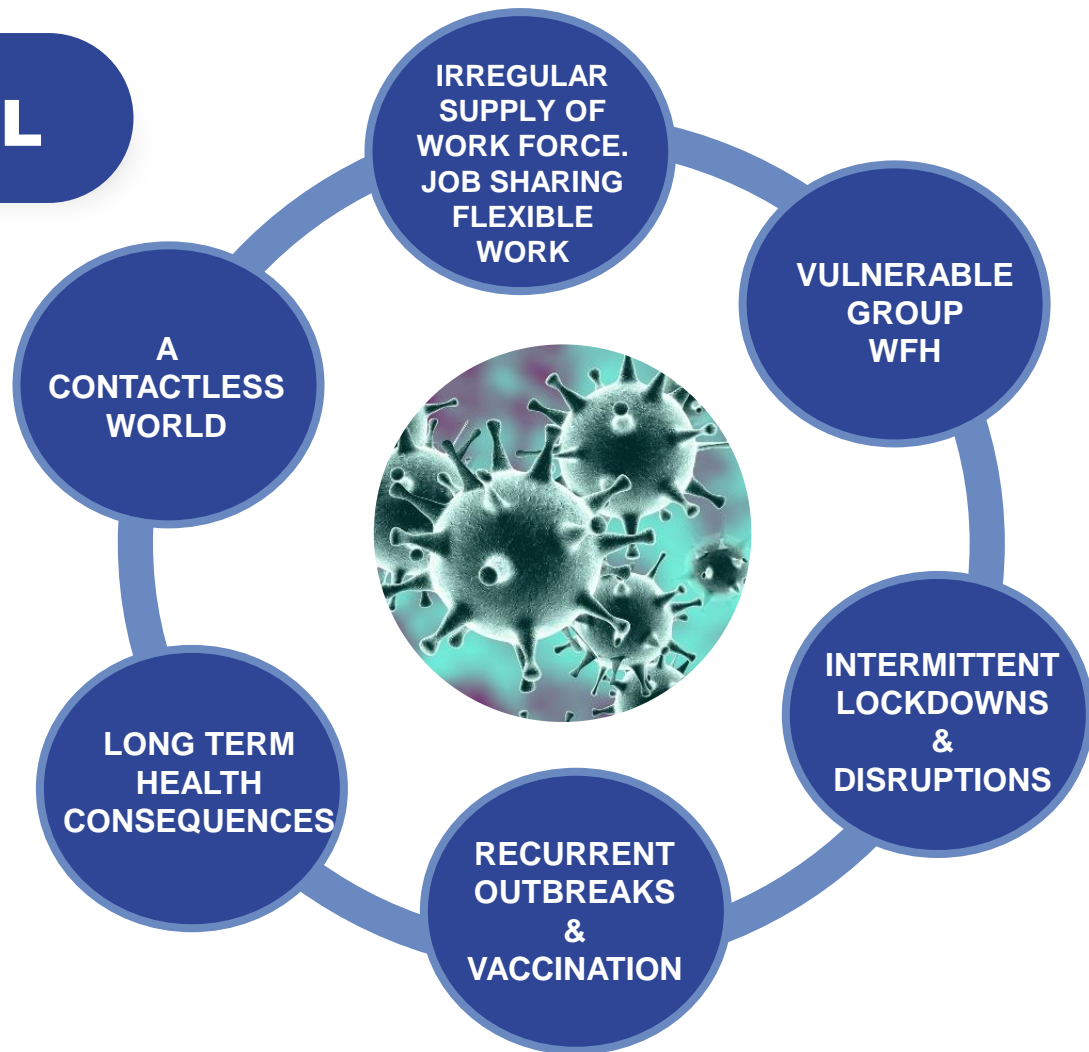 L
IRREGULAR
SUPPLY OF
WORK FORCE.
JOB SHARING
FLEXIBLE
WORK
VULNERABLE
GROUP
WFH
INTERMITTENT
LOCKDOWNS
&
DISRUPTIONS
RECURRENT
OUTBREAKS
&
VACCINATION
LONG TERM
HEALTH
CONSEQUENCES
A
CONTACTLESS
WORLD